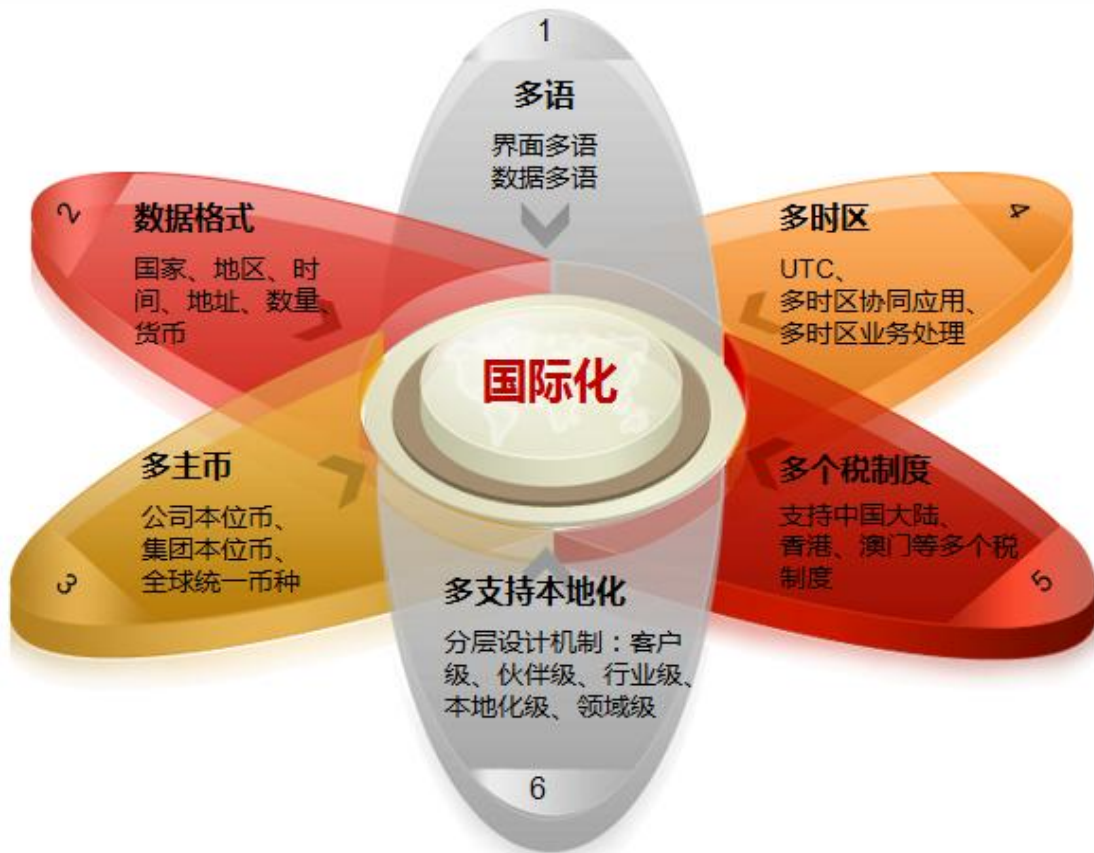 1
多语
界面多语
数据多语
2
数据格式
国家、地区、时
间、地址、数量、
货币
4
多时区
UTC、
多时区协同应用、
多时区业务处理
国际化
3
多主币
公司本位币、
集团本位币、
全球统一币种
5
多个税制度
支持中国大陆、
香港、澳门等多个税
制度
多支持本地化
分层设计机制：客户
级、伙伴级、行业级、
本地化级、领域级
6